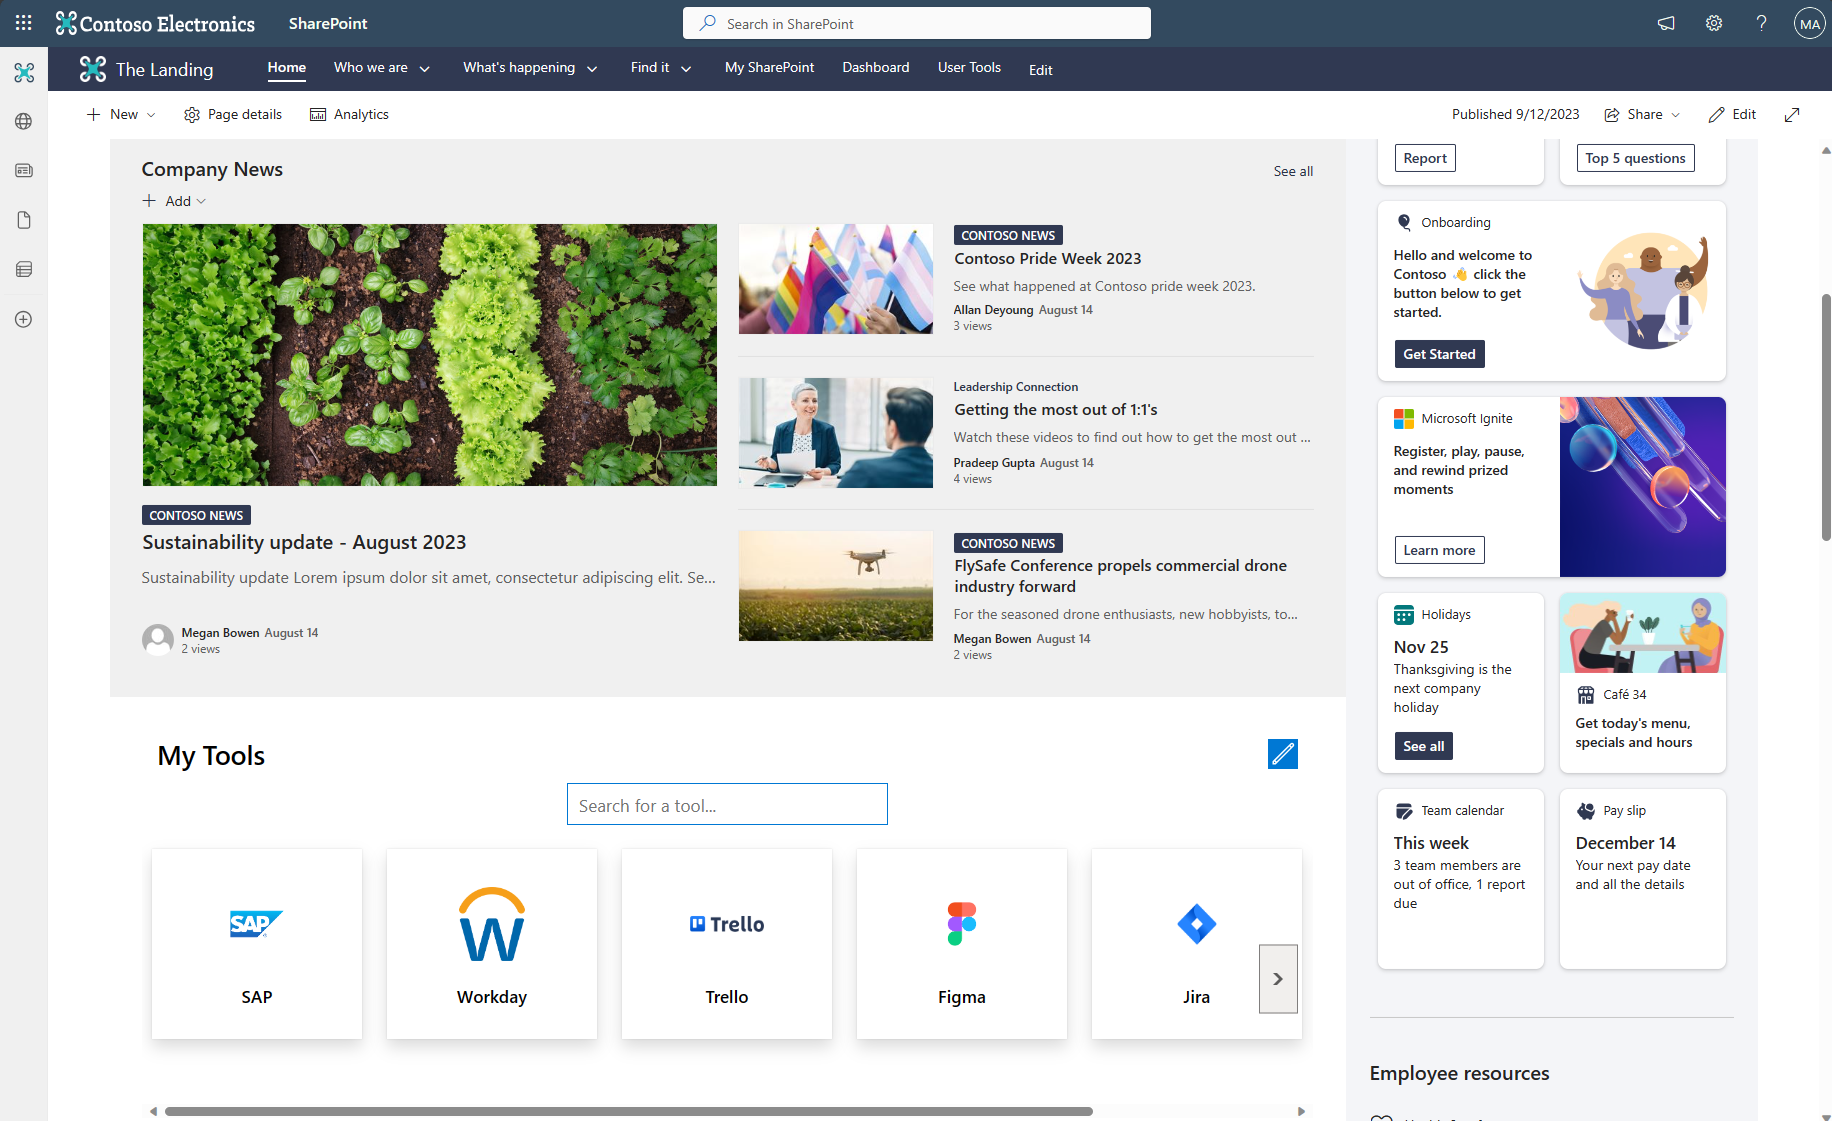 Contoso Electronics
SharePoint
Search in SharePoint
MA
The Landing
Home
Who we are
What's happening
Find it
My SharePoint
Dashboard
User Tools
Edit
New
Page details
Analytics
Published 9/12/2023
Share
Edit
Company News
See all
Add
CONTOSO NEWS
Sustainability update - August 2023
Sustainability update Lorem ipsum dolor sit amet, consectetur adipiscing elit. Se...
Megan Bowen August 14
2 views
CONTOSO NEWS
Contoso Pride Week 2023
See what happened at Contoso pride week 2023.
Allan Deyoung August 14
3 views
Leadership Connection
Getting the most out of 1:1's
Watch these videos to find out how to get the most out ...
Pradeep Gupta August 14
4 views
CONTOSO NEWS
FlySafe Conference propels commercial drone
industry forward
For the seasoned drone enthusiasts, new hobbyists, to...
Megan Bowen August 14
2 views
My Tools
Search for a tool...
SAP
SAP
Workday
Trello
Trello
Figma
Jira
Report
Top 5 questions
Onboarding
Hello and welcome to
Contoso 👋 click the
button below to get
started.
Get Started
Microsoft Ignite
Register, play, pause,
and rewind prized
moments
Learn more
Holidays
Nov 25
Thanksgiving is the
next company
holiday
See all
Café 34
Get today's menu,
specials and hours
Team calendar
This week
3 team members are
out of office, 1 report
due
Pay slip
December 14
Your next pay date
and all the details
Employee resources